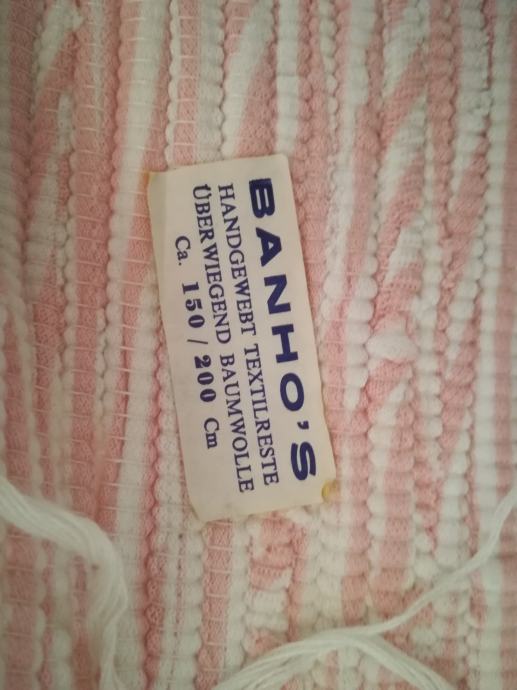 BANHO'S
HANDGEWEBT TEXTILRESTE
ÜBERWIEGEND BAUMWOLLE
Ca. 150/200 Cm